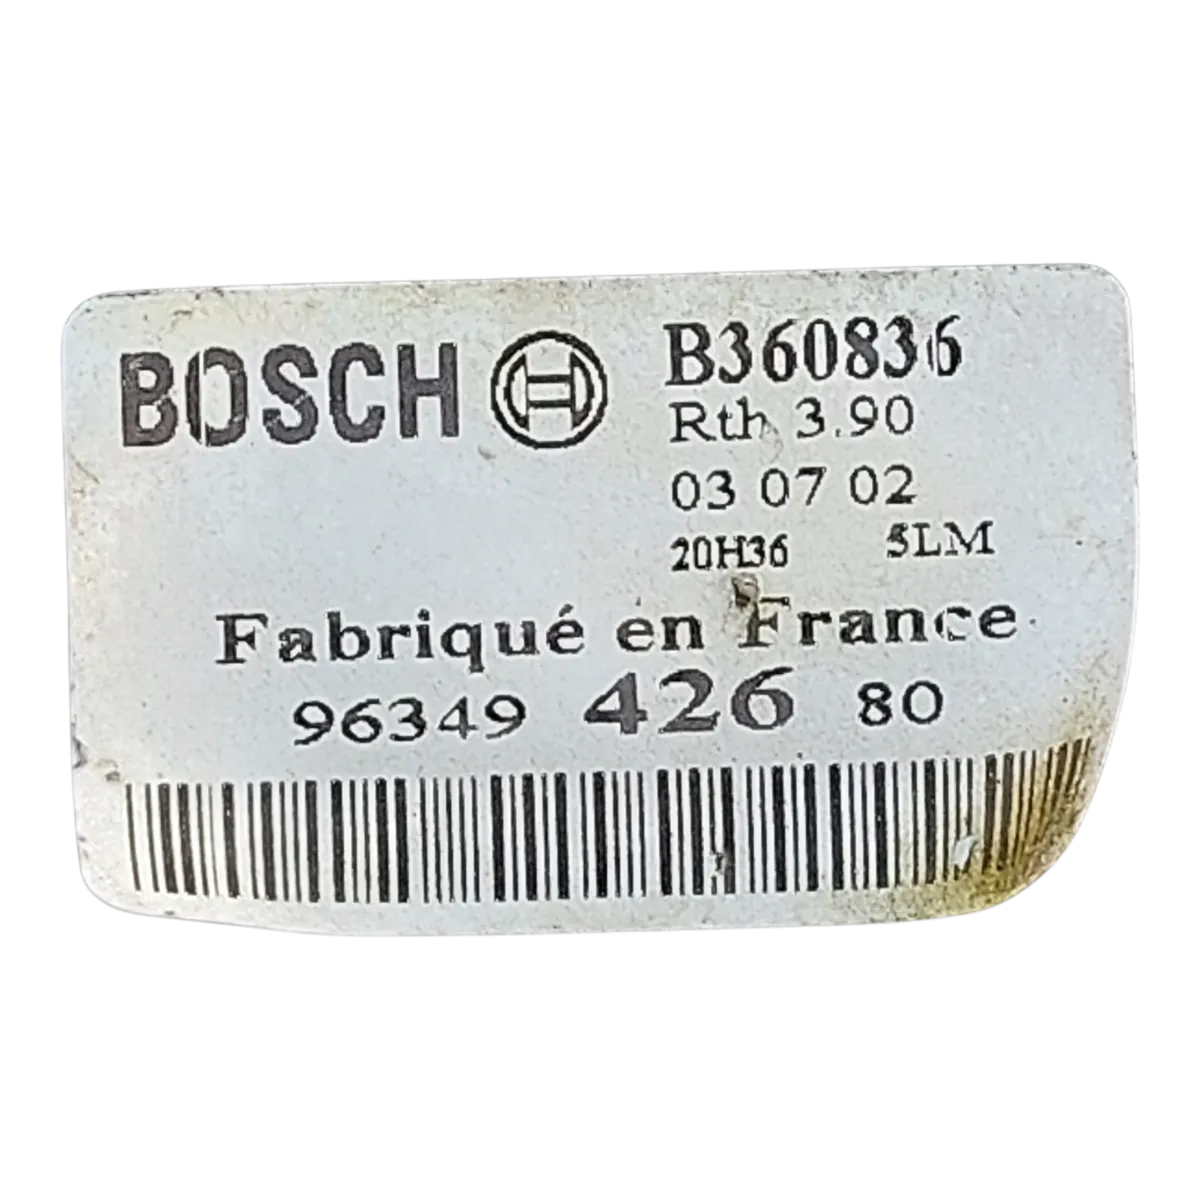 BOSCH B360836
Rth 3.90
03 07 02
20H36 5LM
Fabriqué en France
96349 426 80